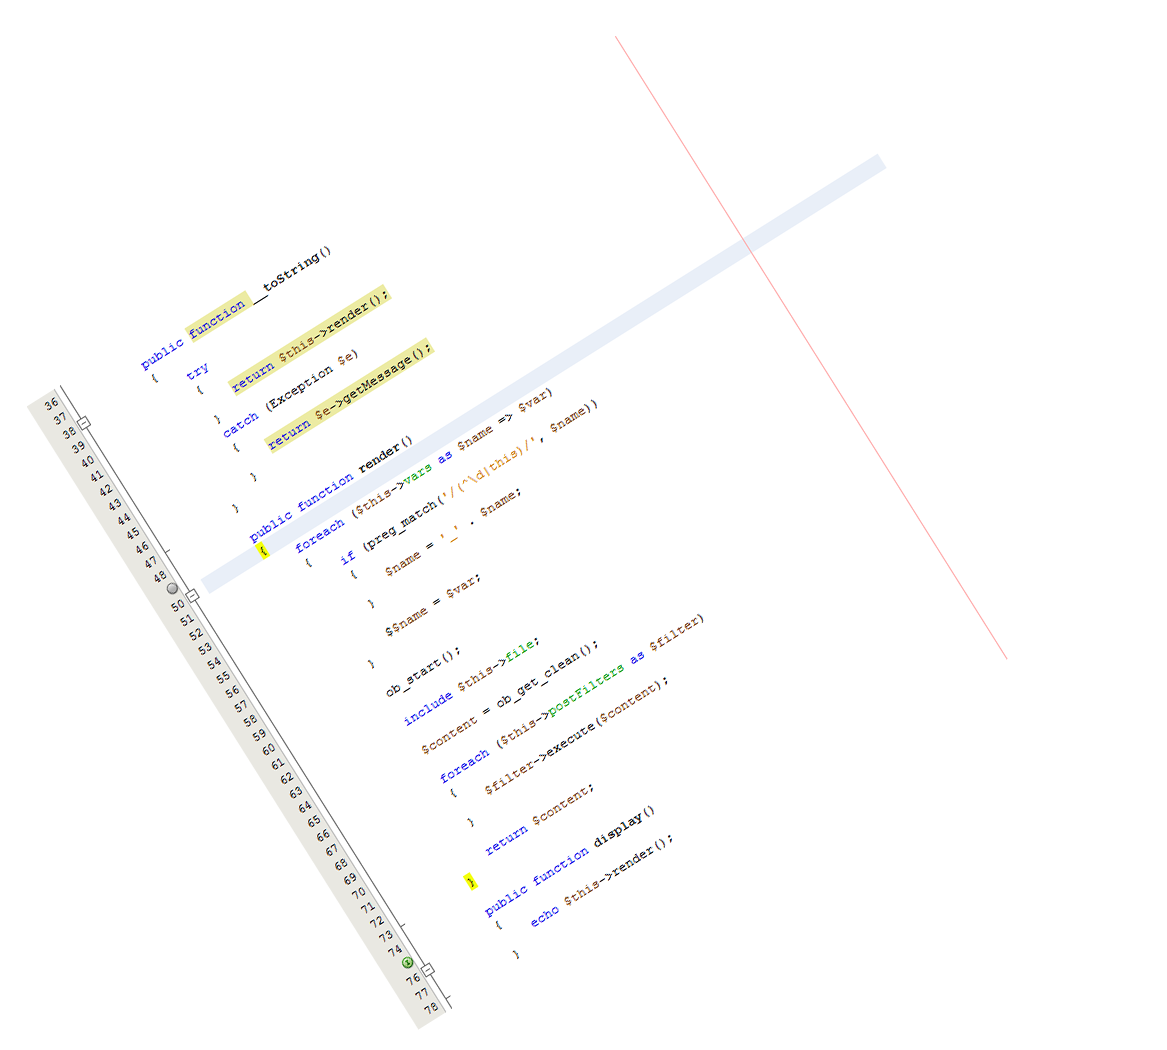 36
37 public function __toString()
38 {
39 try
40 {
41 return $this->render();
42 }
43 catch (Exception $e)
44 {
45 return $e->getMessage();
46 }
47 }
48
public function render()
50 {
51 foreach ($this->vars as $name => $var)
52 {
53 if (preg_match('/(^\d|this)/', $name))
54 {
55 $name = '_' . $name;
56 }
57
58 $$name = $var;
59 }
60
61 ob_start();
62
63 include $this->file;
64
65 $content = ob_get_clean();
66
67 foreach ($this->postFilters as $filter)
68 {
69 $filter->execute($content);
70 }
71
72 return $content;
73 }
74
public function display()
76 {
77 echo $this->render();
78 }